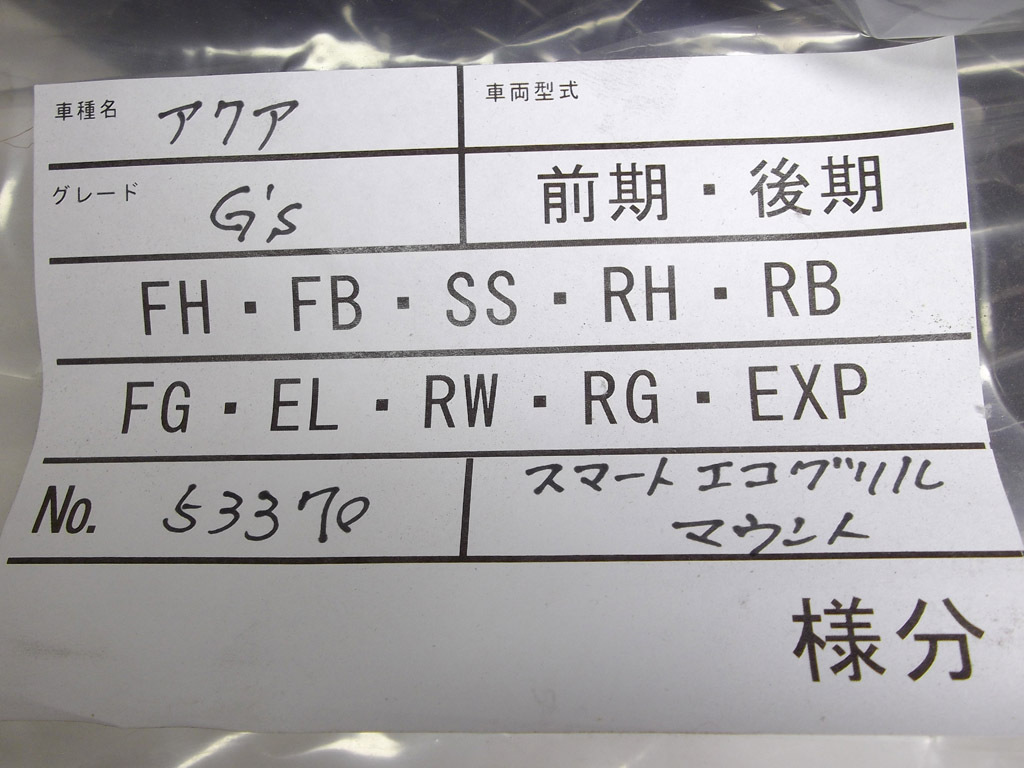 車種名 アクア 車両型式
グレード G's 前期・後期
FH・FB・SS・RH・RB
FG・EL・RW・RG・EXP
No. 53370 スマートエコグリル
マウント
様分